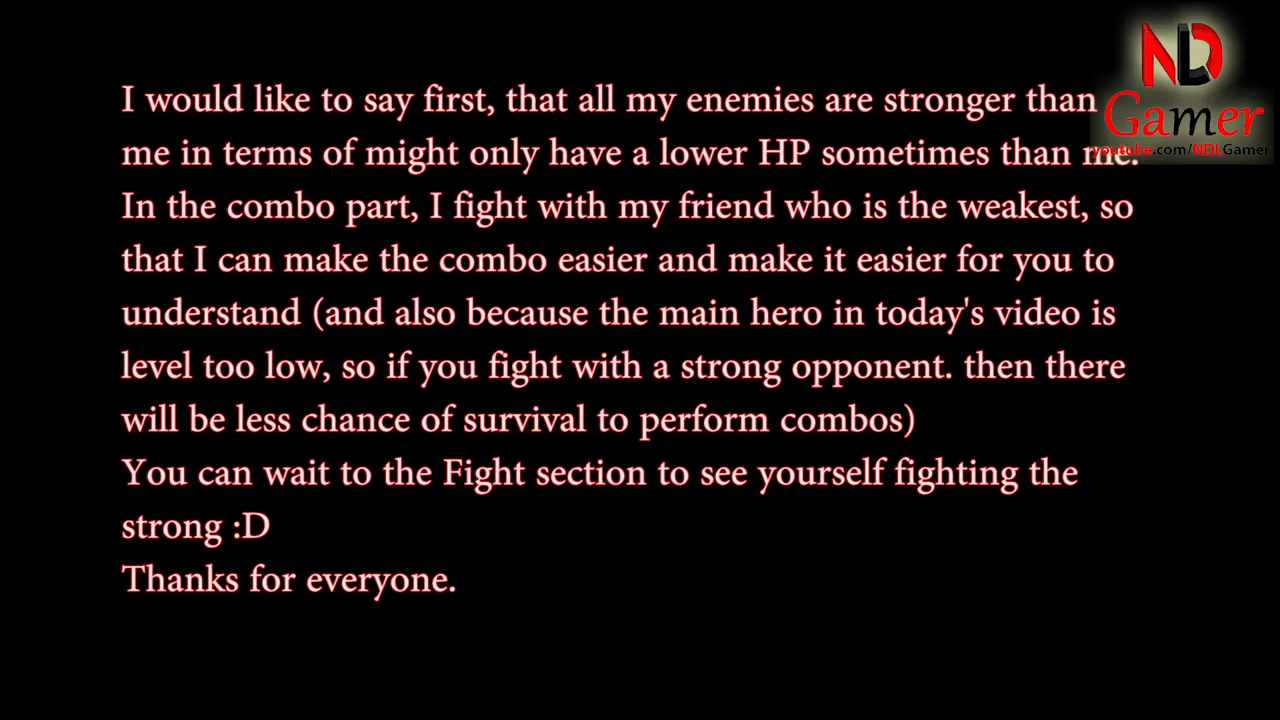 I would like to say first, that all my enemies are stronger than
me in terms of might only have a lower HP sometimes than me.
In the combo part, I fight with my friend who is the weakest, so
that I can make the combo easier and make it easier for you to
understand (and also because the main hero in today's video is
level too low, so if you fight with a strong opponent. then there
will be less chance of survival to perform combos)
You can wait to the Fight section to see yourself fighting the
strong :D
Thanks for everyone.
NDL
Gamer
youtube.com/NDLGamer